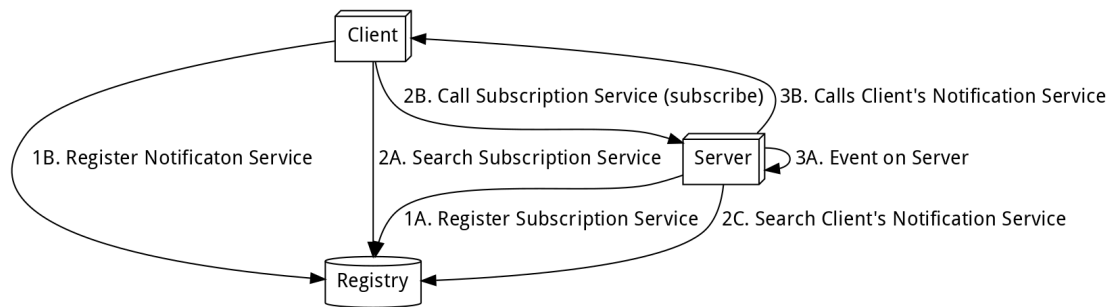 Client
2B. Call Subscription Service (subscribe)
3B. Calls Client's Notification Service
1B. Register Notificaton Service
2A. Search Subscription Service
Server
3A. Event on Server
1A. Register Subscription Service
2C. Search Client's Notification Service
Registry